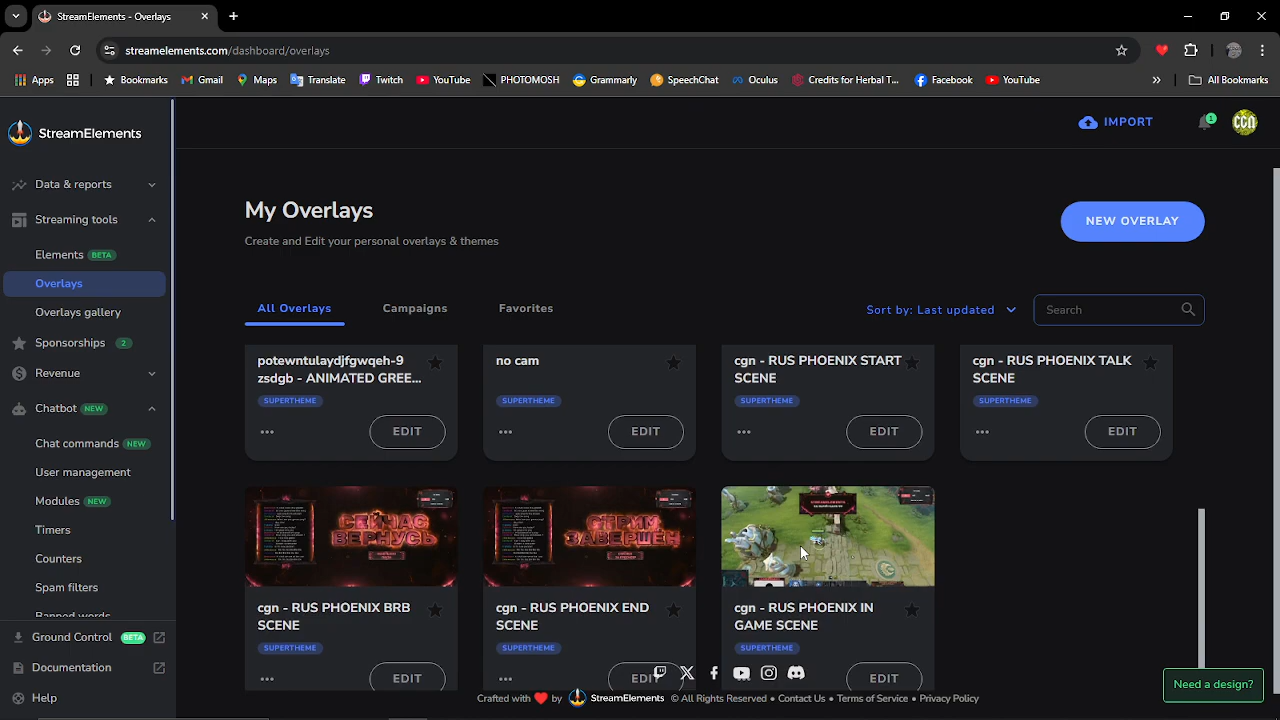 StreamElements - Overlays
streamelements.com/dashboard/overlays
Apps
Bookmarks
Gmail
Maps
Translate
Twitch
YouTube
PHOTOMOSH
Grammarly
SpeechChat
Oculus
Credits for Herbal T...
Facebook
YouTube
»
All Bookmarks
StreamElements
IMPORT
1
CGN
Data & reports
Streaming tools
Elements BETA
Overlays
Overlays gallery
Sponsorships 2
Revenue
Chatbot NEW
Chat commands NEW
User management
Modules NEW
Timers
Counters
Spam filters
Banned words
Ground Control BETA
Documentation
Help
My Overlays
Create and Edit your personal overlays & themes
NEW OVERLAY
All Overlays
Campaigns
Favorites
Sort by: Last updated
Search
potewntulaydjfgwqeh-9
zsdgb - ANIMATED GREE...
SUPERTHEME
EDIT
no cam
SUPERTHEME
EDIT
cgn - RUS PHOENIX START
SCENE
SUPERTHEME
EDIT
cgn - RUS PHOENIX TALK
SCENE
SUPERTHEME
EDIT
СЕЙЧАС
ВЕРНУСЬ
cgn - RUS PHOENIX BRB
SCENE
SUPERTHEME
EDIT
СТРИМ
ЗАВЕРШЕН
cgn - RUS PHOENIX END
SCENE
SUPERTHEME
EDIT
cgn - RUS PHOENIX IN
GAME SCENE
SUPERTHEME
EDIT
Crafted with ❤ by StreamElements © All Rights Reserved • Contact Us • Terms of Service • Privacy Policy
Need a design?